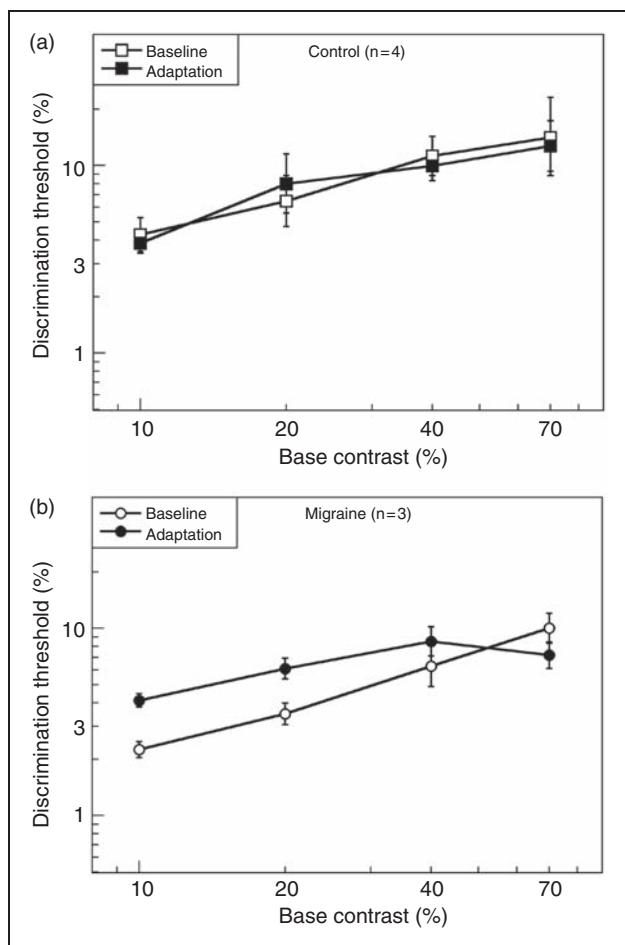 (a)
Baseline
Adaptation
Control (n=4)
Discrimination threshold (%)
10
3
1
10 20 40 70
Base contrast (%)
(b)
Baseline
Adaptation
Migraine (n=3)
Discrimination threshold (%)
10
3
1
10 20 40 70
Base contrast (%)